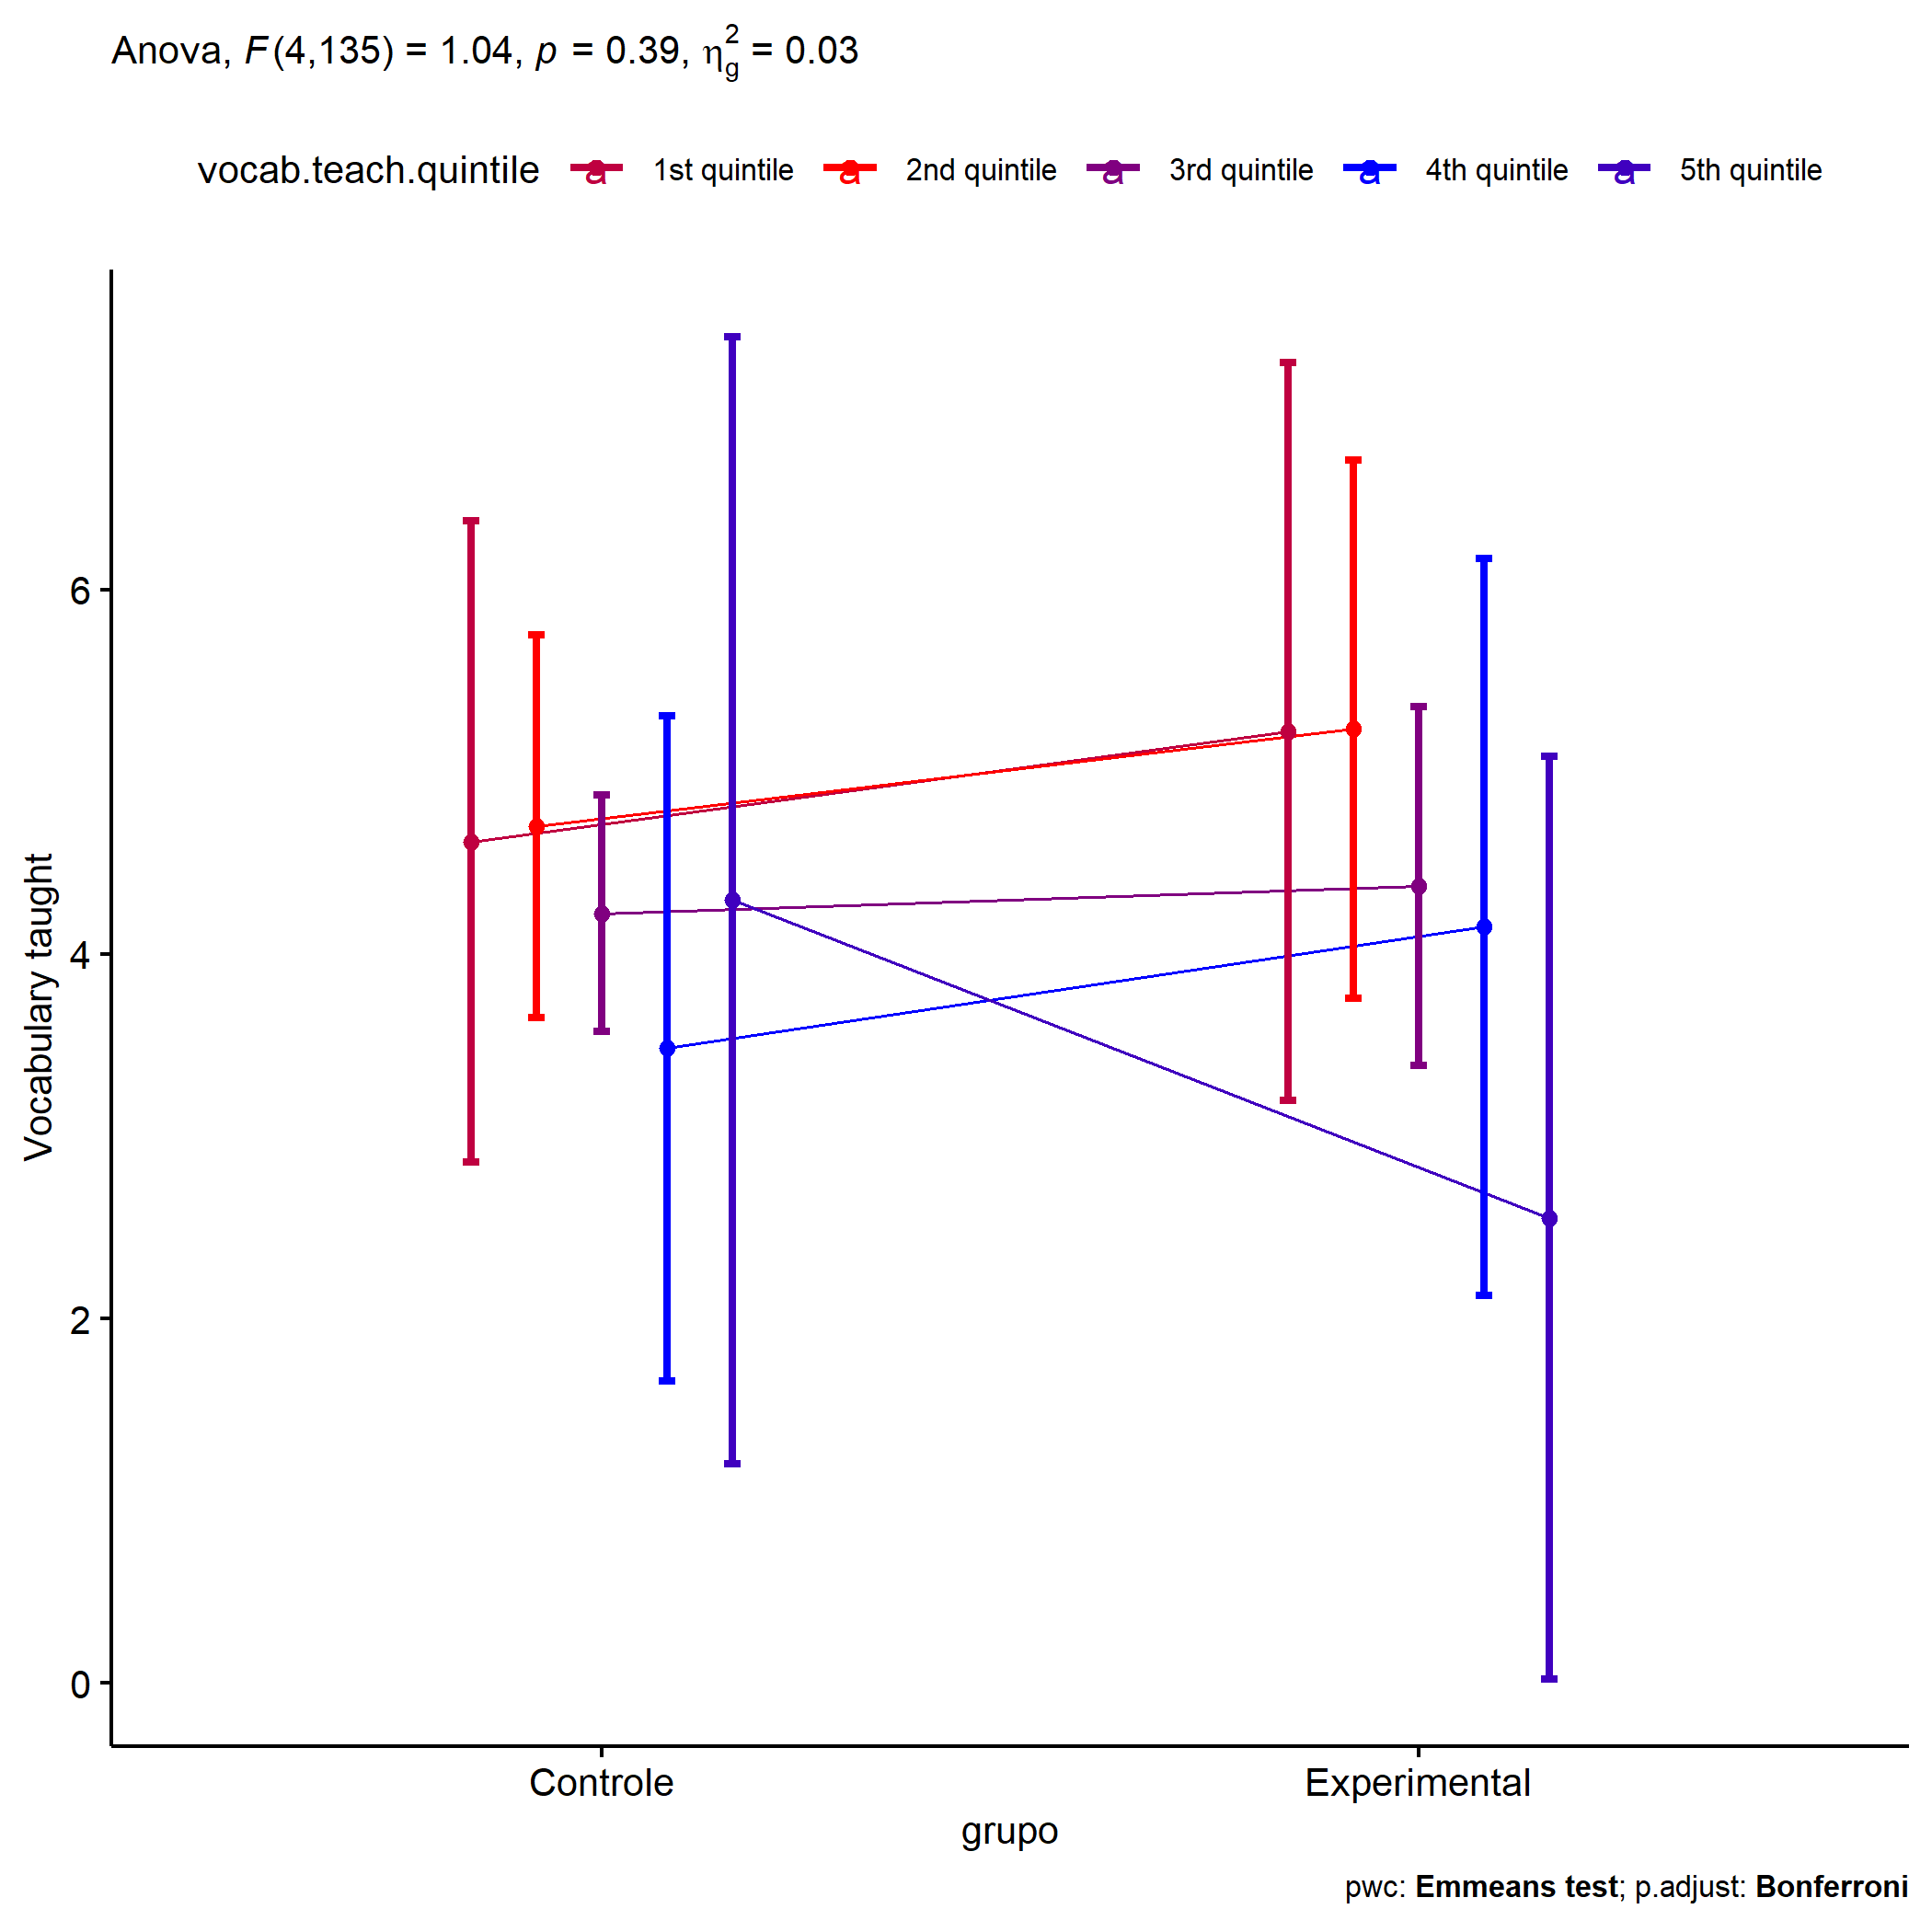 Anova, F(4,135) = 1.04, p = 0.39, η²g = 0.03
vocab.teach.quintile a 1st quintile a 2nd quintile a 3rd quintile a 4th quintile a 5th quintile
Vocabulary taught
6
4
2
0
Controle Experimental
grupo
pwc: Emmeans test; p.adjust: Bonferroni